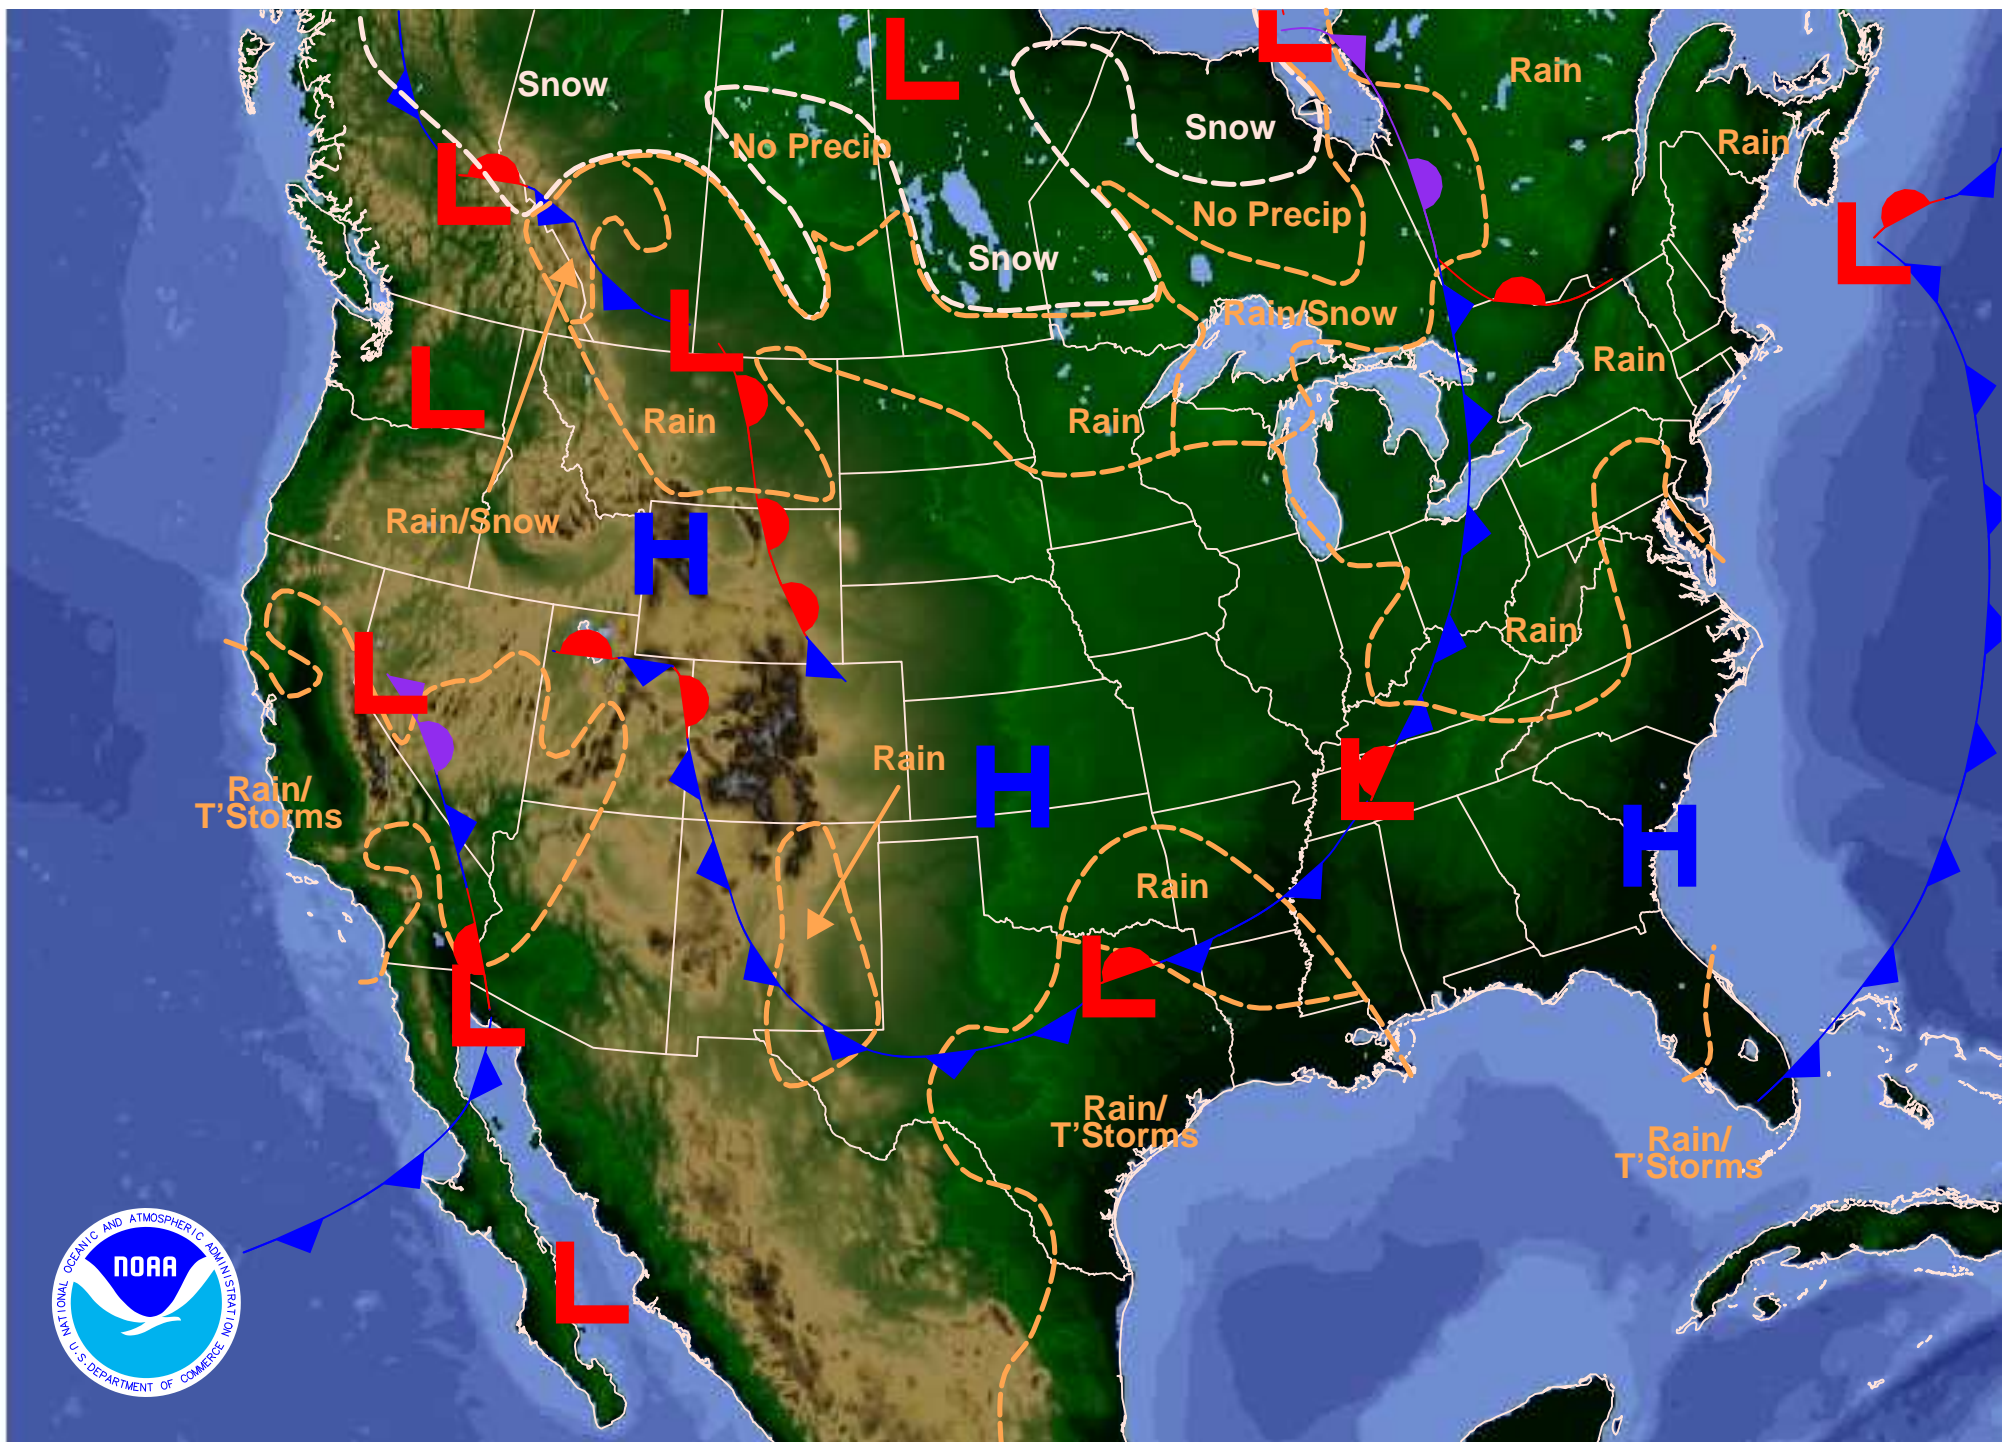 L
L
Rain
Snow
Snow
Rain
No Precip
L
No Precip
L
Snow
L
Rain/Snow
L
Rain
Rain
Rain
Rain/Snow
H
Rain
L
Rain
H
L
Rain/
T’Storms
H
Rain
L
L
Rain/
T’Storms
Rain/
T’Storms
L
NATIONAL OCEANIC AND ATMOSPHERIC ADMINISTRATION
NOAA
U.S. DEPARTMENT OF COMMERCE
L